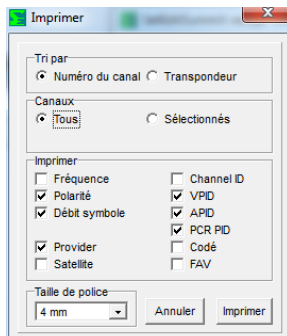 Imprimer
Tri par
Numéro du canal Transpondeur
Canaux
Tous Sélectionnés
Imprimer
Fréquence Channel ID
Polarité VPID
Débit symbole APID
PCR PID
Provider Codé
Satellite FAV
Taille de police
4 mm Annuler Imprimer